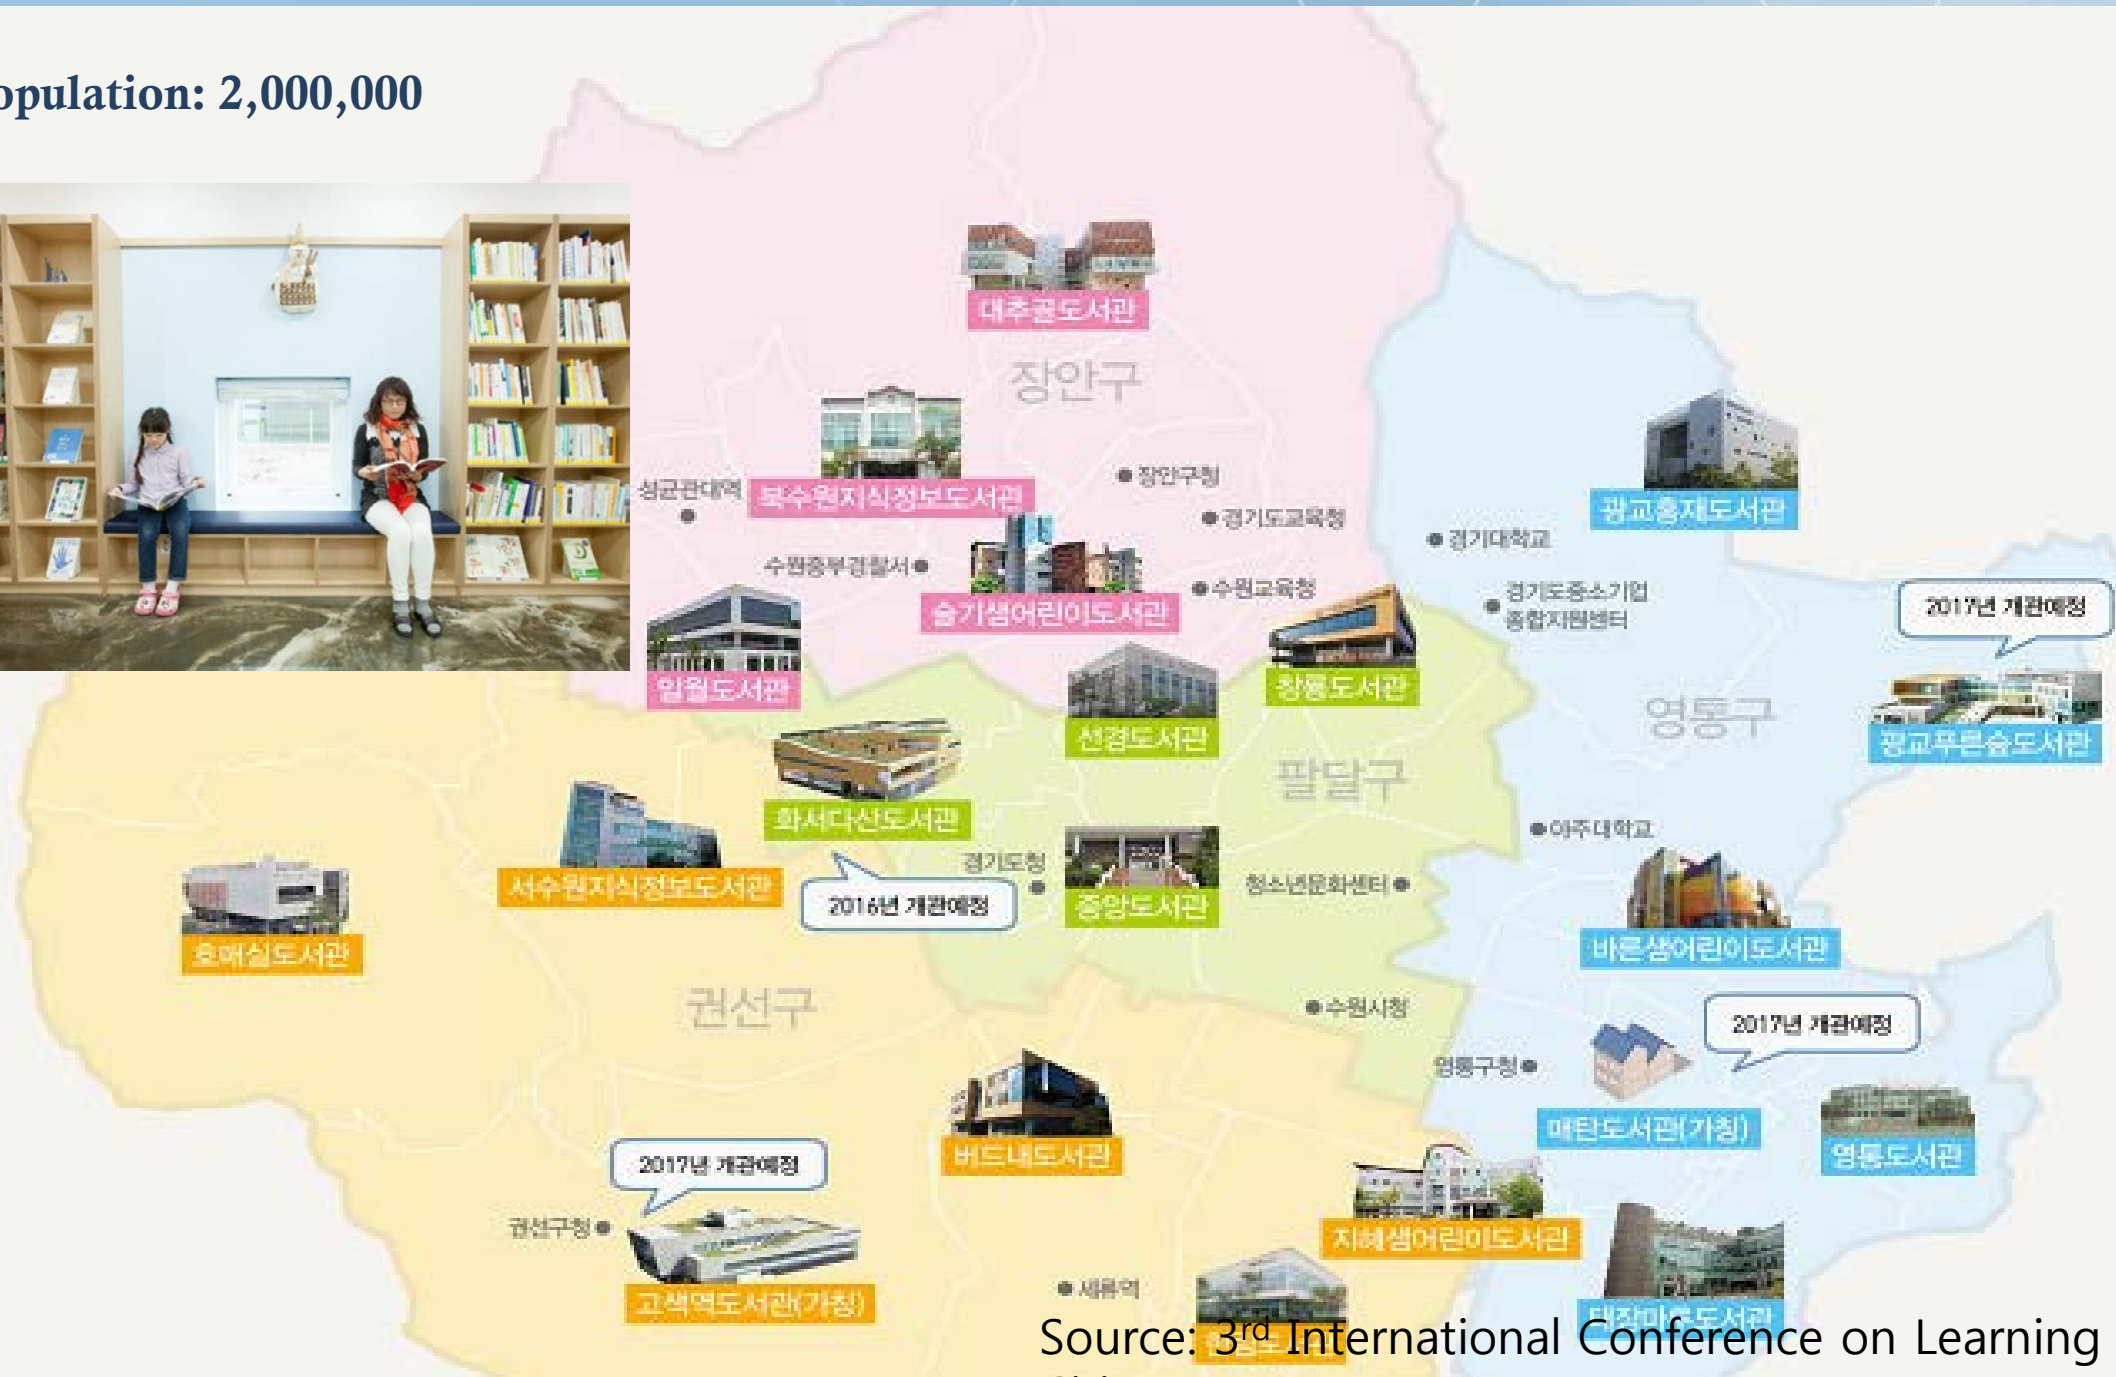 opulation: 2,000,000
대추골도서관
장안구
성균관대역
북수원지식정보도서관
장안구청
경기도교육청
광교홍재도서관
경기대학교
수원중부경찰서
수원교육청
경기도중소기업
종합지원센터
2017년 개관예정
슬기샘어린이도서관
일월도서관
창룡도서관
선경도서관
영통구
광교푸른숲도서관
팔달구
화서다산도서관
아주대학교
서수원지식정보도서관
경기도청
2016년 개관예정
중앙도서관
청소년문화센터
호매실도서관
바른샘어린이도서관
권선구
수원시청
2017년 개관예정
영통구청
매탄도서관(가칭)
영통도서관
버드내도서관
2017년 개관예정
권선구청
지혜샘어린이도서관
고색역도서관(가칭)
세류역
태장마루도서관
Source: 3rd International Conference on Learning